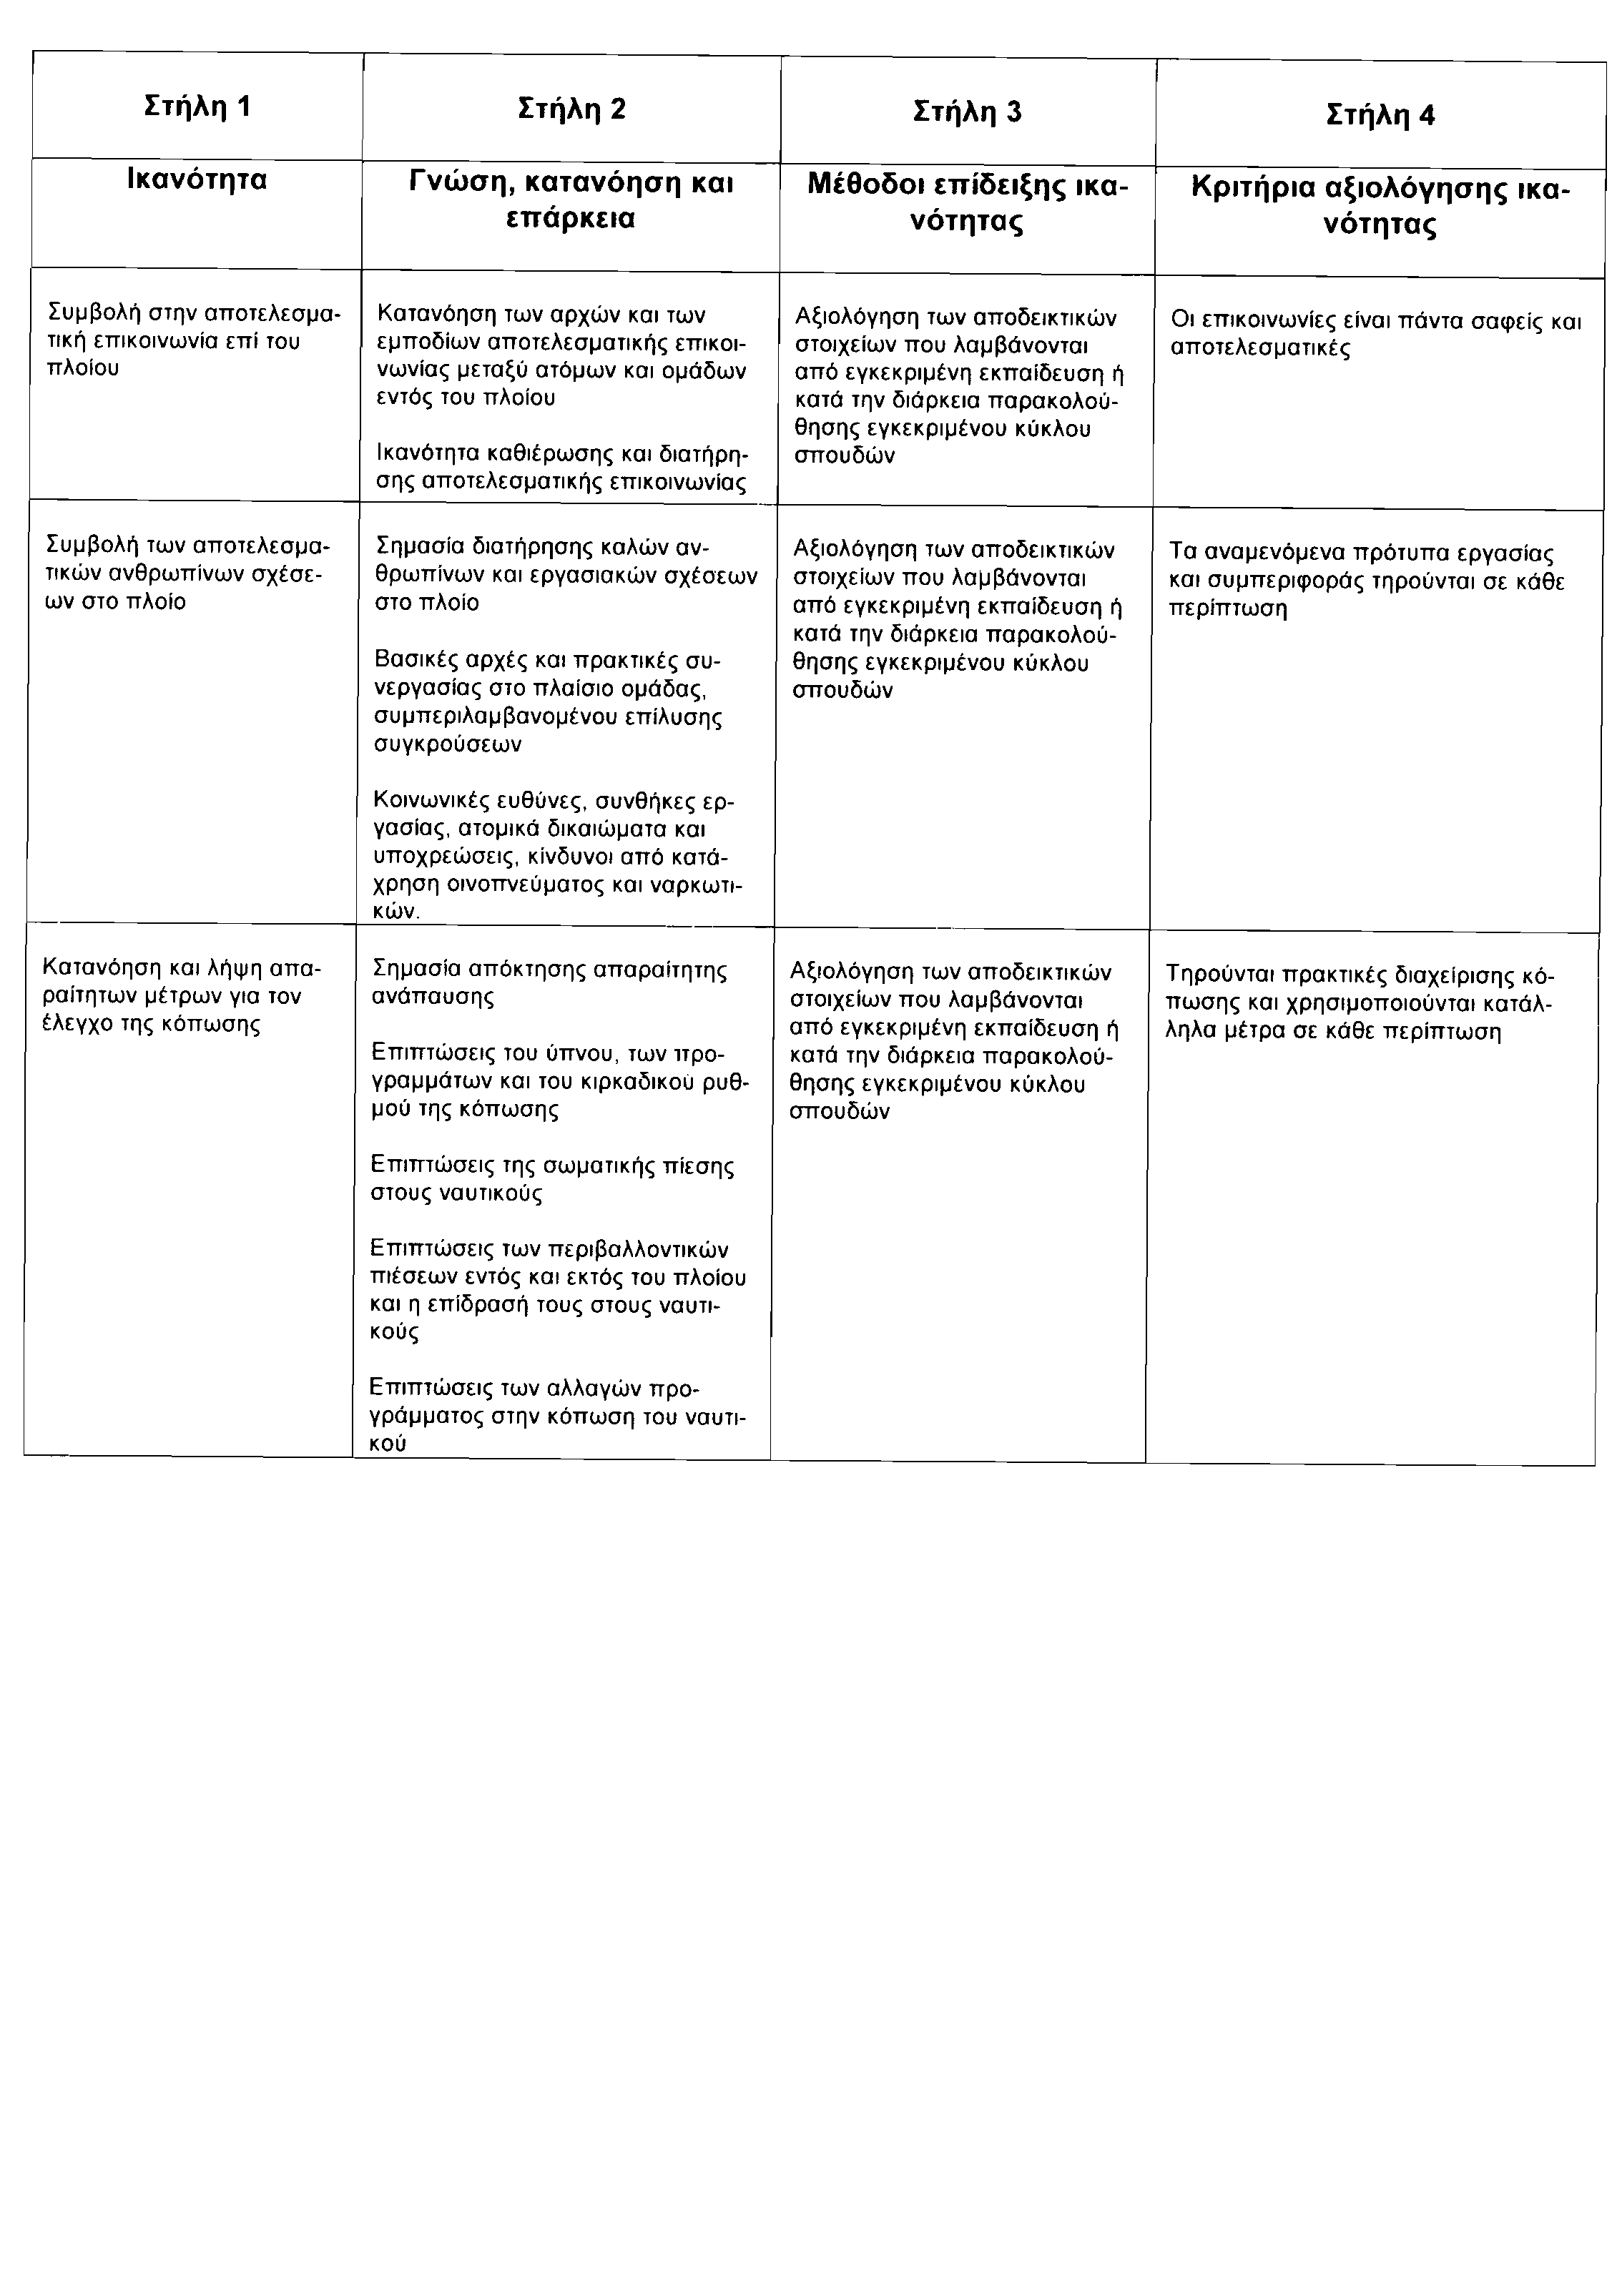 Στήλη 1
Στήλη 2
Στήλη 3
Στήλη 4
Ικανότητα
Γνώση, κατανόηση και
επάρκεια
Μέθοδοι επίδειξης ικα-
νότητας
Κριτήρια αξιολόγησης ικα-
νότητας
Συμβολή στην αποτελεσμα-
τική επικοινωνία επί του
πλοίου
Κατανόηση των αρχών και των
εμποδίων αποτελεσματικής επικοι-
νωνίας μεταξύ ατόμων και ομάδων
εντός του πλοίου
Ικανότητα καθιέρωσης και διατήρη-
σης αποτελεσματικής επικοινωνίας
Αξιολόγηση των αποδεικτικών
στοιχείων που λαμβάνονται
από εγκεκριμένη εκπαίδευση ή
κατά την διάρκεια παρακολού-
θησης εγκεκριμένου κύκλου
σπουδών
Οι επικοινωνίες είναι πάντα σαφείς και
αποτελεσματικές
Συμβολή των αποτελεσμα-
τικών ανθρωπίνων σχέσε-
ων στο πλοίο
Σημασία διατήρησης καλών αν-
θρωπίνων και εργασιακών σχέσεων
στο πλοίο
Βασικές αρχές και πρακτικές συ-
νεργασίας στο πλαίσιο ομάδας,
συμπεριλαμβανομένου επίλυσης
συγκρούσεων
Κοινωνικές ευθύνες, συνθήκες ερ-
γασίας, ατομικά δικαιώματα και
υποχρεώσεις, κίνδυνοι από κατά-
χρηση οινοπνεύματος και ναρκωτι-
κών.
Αξιολόγηση των αποδεικτικών
στοιχείων που λαμβάνονται
από εγκεκριμένη εκπαίδευση ή
κατά την διάρκεια παρακολού-
θησης εγκεκριμένου κύκλου
σπουδών
Τα αναμενόμενα πρότυπα εργασίας
και συμπεριφοράς τηρούνται σε κάθε
περίπτωση
Κατανόηση και λήψη απα-
ραίτητων μέτρων για τον
έλεγχο της κόπωσης
Σημασία απόκτησης απαραίτητης
ανάπαυσης
Επιπτώσεις του ύπνου, των προ-
γραμμάτων και του κιρκαδικού ρυθ-
μού της κόπωσης
Επιπτώσεις της σωματικής πίεσης
στους ναυτικούς
Επιπτώσεις των περιβαλλοντικών
πιέσεων εντός και εκτός του πλοίου
και η επίδρασή τους στους ναυτι-
κούς
Επιπτώσεις των αλλαγών προ-
γράμματος στην κόπωση του ναυτι-
κού
Αξιολόγηση των αποδεικτικών
στοιχείων που λαμβάνονται
από εγκεκριμένη εκπαίδευση ή
κατά την διάρκεια παρακολού-
θησης εγκεκριμένου κύκλου
σπουδών
Τηρούνται πρακτικές διαχείρισης κό-
πωσης και χρησιμοποιούνται κατάλ-
ληλα μέτρα σε κάθε περίπτωση